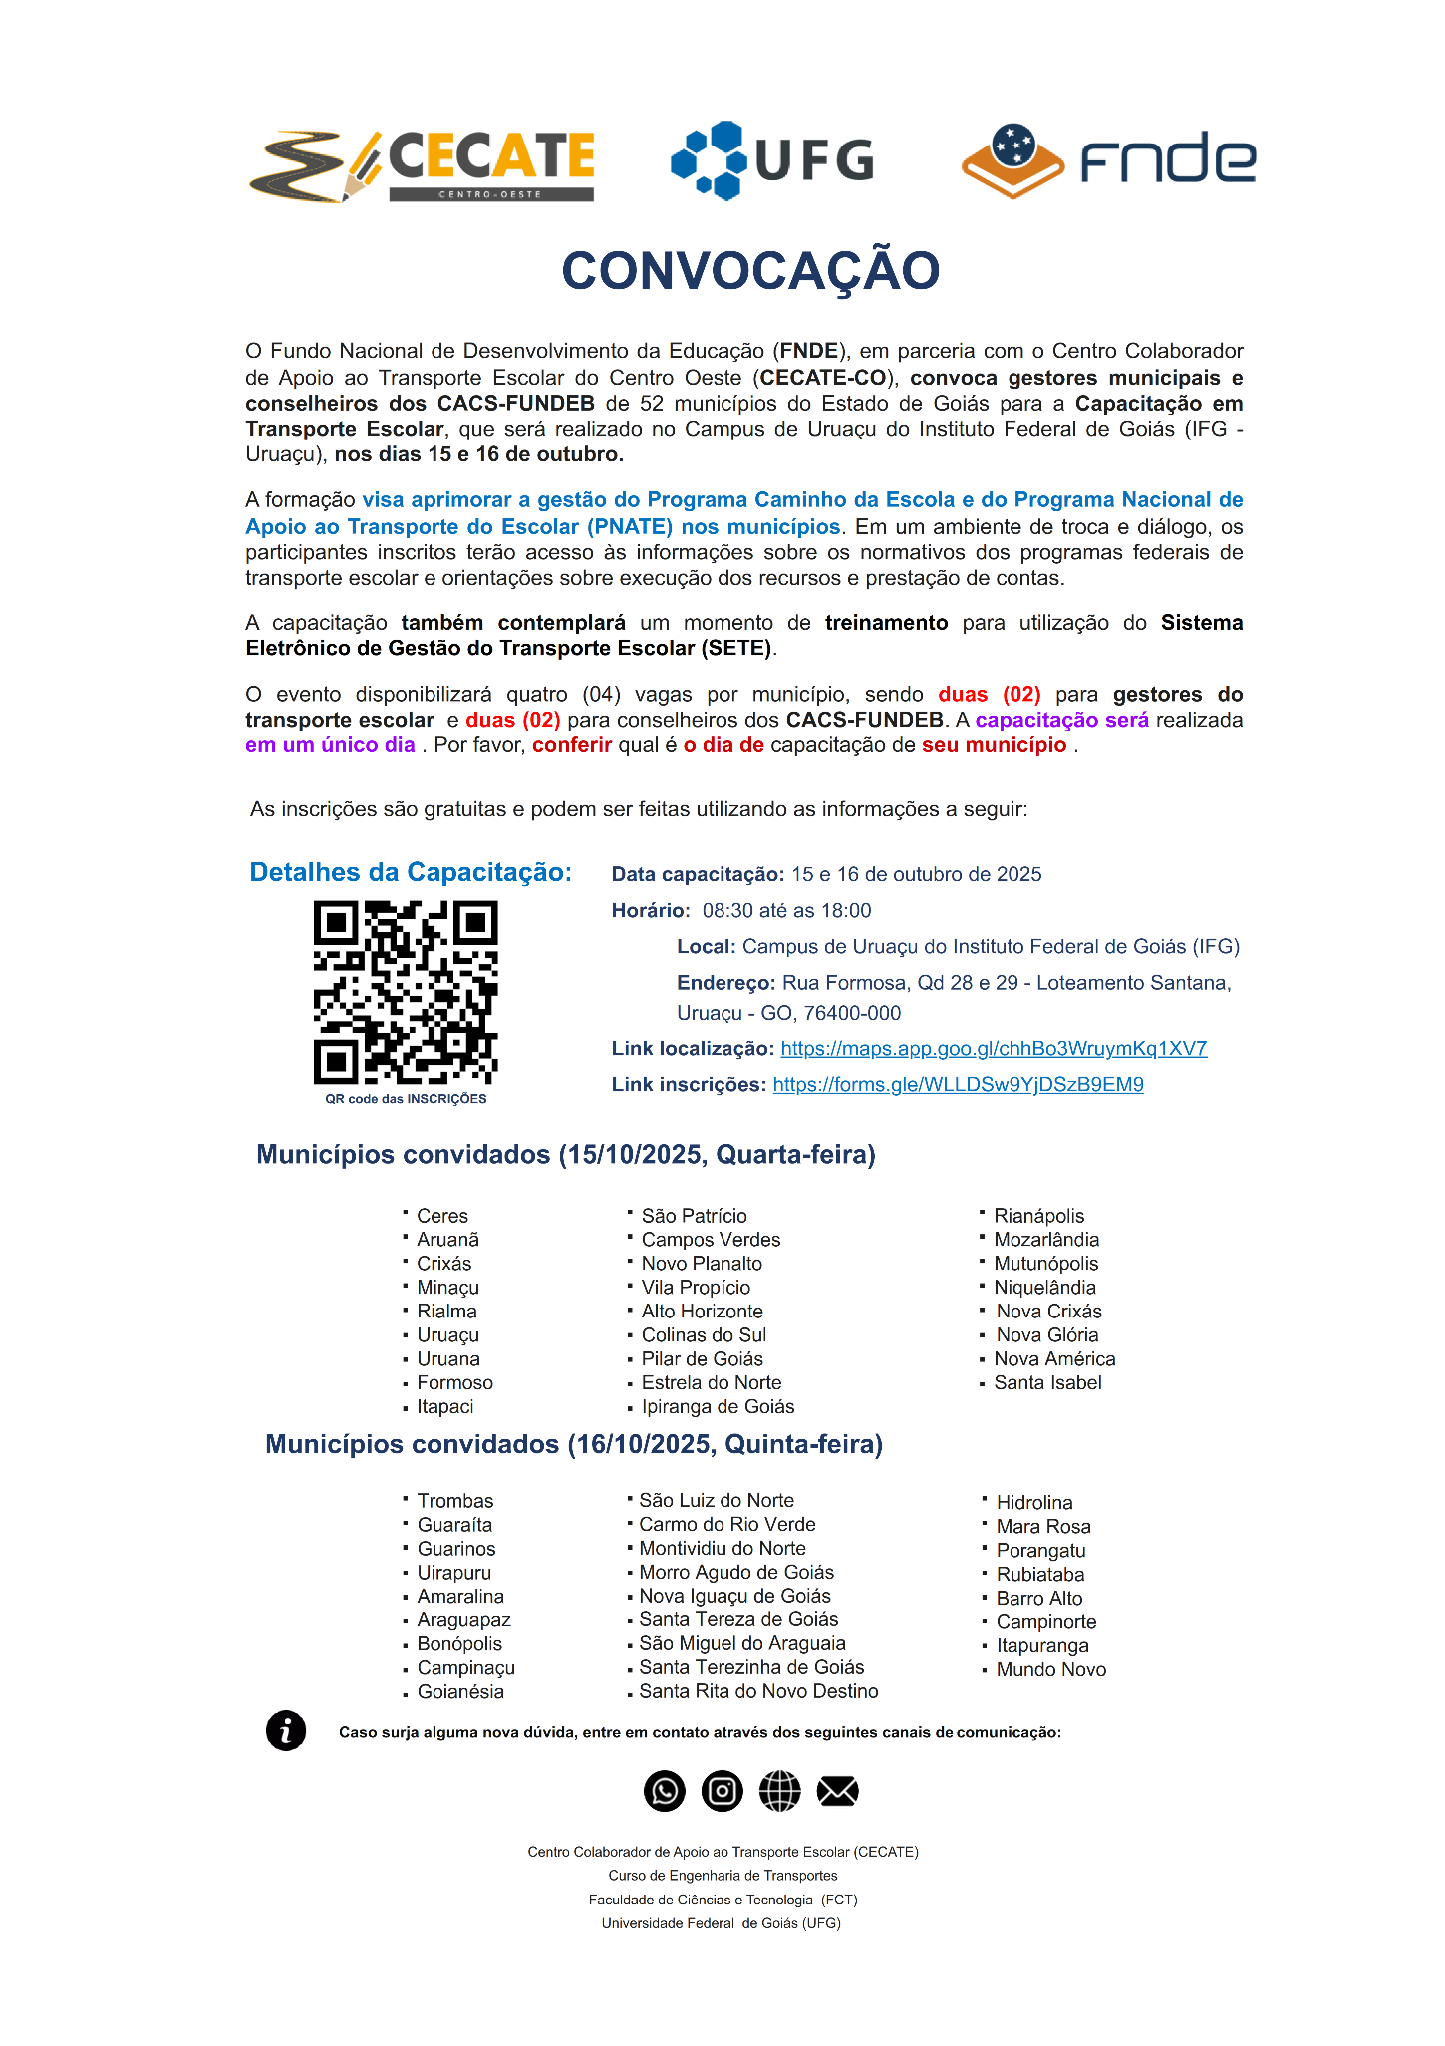 CECATE
CENTRO-OESTE
UFG
fnde
CONVOCAÇÃO
O Fundo Nacional de Desenvolvimento da Educação (FNDE), em parceria com o Centro Colaborador
de Apoio ao Transporte Escolar do Centro Oeste (CECATE-CO), convoca gestores municipais e
conselheiros dos CACS-FUNDEB de 52 municípios do Estado de Goiás para a Capacitação em
Transporte Escolar, que será realizado no Campus de Uruaçu do Instituto Federal de Goiás (IFG -
Uruaçu), nos dias 15 e 16 de outubro.
A formação visa aprimorar a gestão do Programa Caminho da Escola e do Programa Nacional de
Apoio ao Transporte do Escolar (PNATE) nos municípios. Em um ambiente de troca e diálogo, os
participantes inscritos terão acesso às informações sobre os normativos dos programas federais de
transporte escolar e orientações sobre execução dos recursos e prestação de contas.
A capacitação também contemplará um momento de treinamento para utilização do Sistema
Eletrônico de Gestão do Transporte Escolar (SETE).
O evento disponibilizará quatro (04) vagas por município, sendo duas (02) para gestores do
transporte escolar e duas (02) para conselheiros dos CACS-FUNDEB. A capacitação será realizada
em um único dia . Por favor, conferir qual é o dia de capacitação de seu município .
As inscrições são gratuitas e podem ser feitas utilizando as informações a seguir:
Detalhes da Capacitação:
QR code das INSCRIÇÕES
Data capacitação: 15 e 16 de outubro de 2025
Horário: 08:30 até as 18:00
Local: Campus de Uruaçu do Instituto Federal de Goiás (IFG)
Endereço: Rua Formosa, Qd 28 e 29 - Loteamento Santana,
Uruaçu - GO, 76400-000
Link localização: https://maps.app.goo.gl/chhBo3WruymKq1XV7
Link inscrições: https://forms.gle/WLLDSw9YjDSzB9EM9
Municípios convidados (15/10/2025, Quarta-feira)
▪ Ceres
▪ Aruanã
▪ Crixás
▪ Minaçu
▪ Rialma
▪ Uruaçu
▪ Uruana
▪ Formoso
▪ Itapaci
▪ São Patrício
▪ Campos Verdes
▪ Novo Planalto
▪ Vila Propício
▪ Alto Horizonte
▪ Colinas do Sul
▪ Pilar de Goiás
▪ Estrela do Norte
▪ Ipiranga de Goiás
▪ Rianápolis
▪ Mozarlândia
▪ Mutunópolis
▪ Niquelândia
▪ Nova Crixás
▪ Nova Glória
▪ Nova América
▪ Santa Isabel
Municípios convidados (16/10/2025, Quinta-feira)
▪ Trombas
▪ Guaraíta
▪ Guarinos
▪ Uirapuru
▪ Amaralina
▪ Araguapaz
▪ Bonópolis
▪ Campinaçu
▪ Goianésia
▪ São Luiz do Norte
▪ Carmo do Rio Verde
▪ Montividiu do Norte
▪ Morro Agudo de Goiás
▪ Nova Iguaçu de Goiás
▪ Santa Tereza de Goiás
▪ São Miguel do Araguaia
▪ Santa Terezinha de Goiás
▪ Santa Rita do Novo Destino
▪ Hidrolina
▪ Mara Rosa
▪ Porangatu
▪ Rubiataba
▪ Barro Alto
▪ Campinorte
▪ Itapuranga
▪ Mundo Novo
Caso surja alguma nova dúvida, entre em contato através dos seguintes canais de comunicação:
Centro Colaborador de Apoio ao Transporte Escolar (CECATE)
Curso de Engenharia de Transportes
Faculdade de Ciências e Tecnologia (FCT)
Universidade Federal de Goiás (UFG)